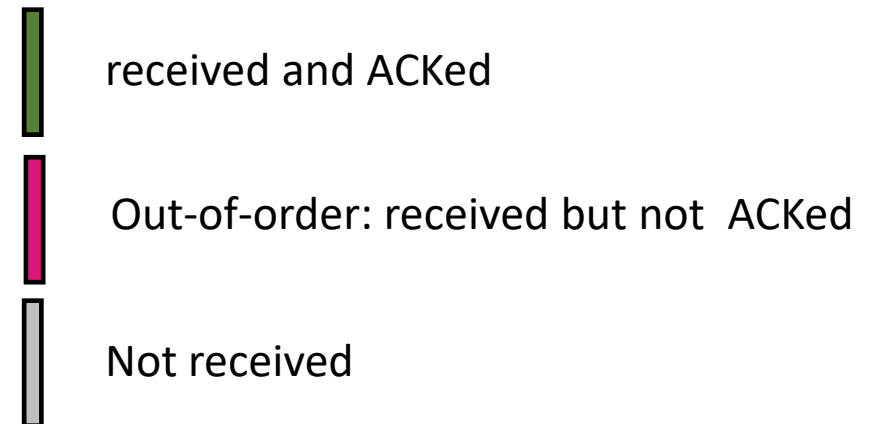 received and ACKed
Out-of-order: received but not ACKed
Not received